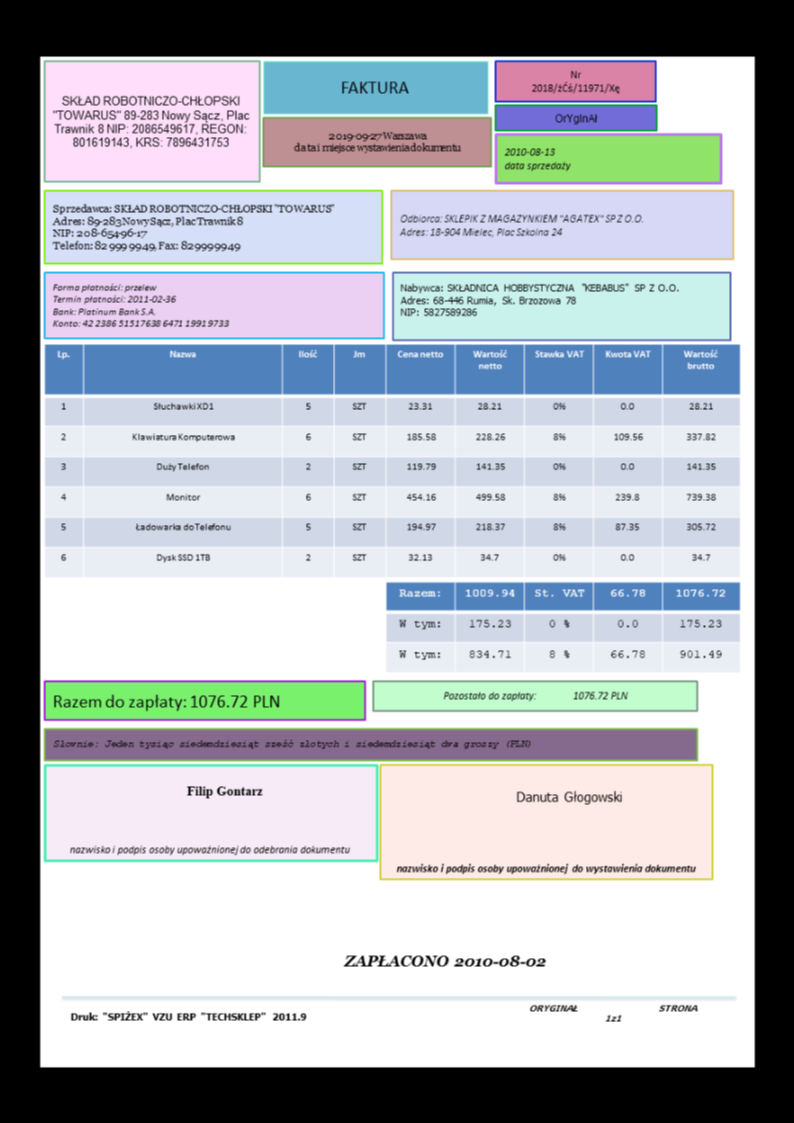 SKŁAD ROBOTNICZO-CHŁOPSKI
"TOWARUS" 89-283 Nowy Sącz, Plac
Trawnik 8 NIP: 2086549617, REGON:
801619143, KRS: 7896431753
FAKTURA
2019-09-27 Warszawa
data i miejsce wystawienia dokumentu
Nr
2018/żĆś/11971/Xę
OrYgInAł
2010-08-13
data sprzedaży
Sprzedawca: SKŁAD ROBOTNICZO-CHŁOPSKI "TOWARUS"
Adres: 89-283 Nowy Sącz, Plac Trawnik 8
NIP: 208-654-96-17
Telefon: 82 999 9949, Fax: 829999949
Odbiorca: SKLEPIK Z MAGAZYNKIEM "AGATEX" SP Z O.O.
Adres: 18-904 Mielec, Plac Szkolna 24
Forma płatności: przelew
Termin płatności: 2011-02-36
Bank: Platinum Bank S.A.
Konto: 42 2386 51517638 6471 19919733
Nabywca: SKŁADNICA HOBBYSTYCZNA "KEBABUS" SP Z O.O.
Adres: 68-446 Rumia, Sk. Brzozowa 78
NIP: 5827589286
Lp. Nazwa Ilość Jm Cena netto Wartość netto Stawka VAT Kwota VAT Wartość brutto
1 Słuchawki XD1 5 SZT 23.31 28.21 0% 0.0 28.21
2 Klawiatura Komputerowa 6 SZT 185.58 228.26 8% 109.56 337.82
3 Duży Telefon 2 SZT 119.79 141.35 0% 0.0 141.35
4 Monitor 6 SZT 454.16 499.58 8% 239.8 739.38
5 Ładowarka do Telefonu 5 SZT 194.97 218.37 8% 87.35 305.72
6 Dysk SSD 1TB 2 SZT 32.13 34.7 0% 0.0 34.7
Razem: 1009.94 St. VAT 66.78 1076.72
W tym: 175.23 0 % 0.0 175.23
W tym: 834.71 8 % 66.78 901.49
Razem do zapłaty: 1076.72 PLN
Pozostało do zapłaty: 1076.72 PLN
Słownie: Jeden tysiąc siedemdziesiąt sześć złotych i siedemdziesiąt dwa groszy (PLN)
Filip Gontarz
nazwisko i podpis osoby upoważnionej do odebrania dokumentu
Danuta Głogowski
nazwisko i podpis osoby upoważnionej do wystawienia dokumentu
ZAPŁACONO 2010-08-02
Druk: "SPIŻEX" VZU ERP "TECHSKLEP" 2011.9
ORYGINAŁ STRONA
1z1